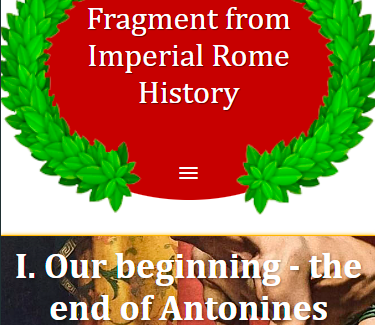 Fragment from
Imperial Rome
History
I. Our beginning - the
end of Antonines